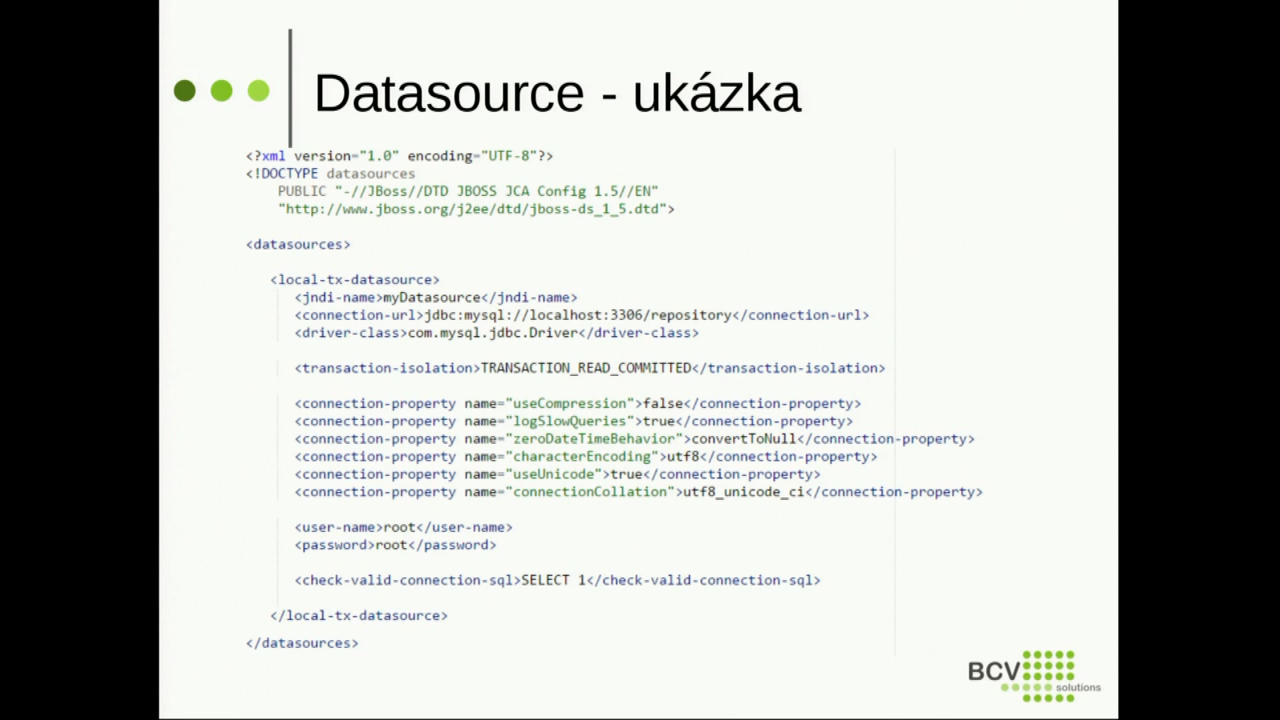 Datasource - ukázka
<?xml version="1.0" encoding="UTF-8"?>
<!DOCTYPE datasources
PUBLIC "-//JBoss//DTD JBOSS JCA Config 1.5//EN"
"http://www.jboss.org/j2ee/dtd/jboss-ds_1_5.dtd">
<datasources>
<local-tx-datasource>
<jndi-name>myDatasource</jndi-name>
<connection-url>jdbc:mysql://localhost:3306/repository</connection-url>
<driver-class>com.mysql.jdbc.Driver</driver-class>
<transaction-isolation>TRANSACTION_READ_COMMITTED</transaction-isolation>
<connection-property name="useCompression">false</connection-property>
<connection-property name="logSlowQueries">true</connection-property>
<connection-property name="zeroDateTimeBehavior">convertToNull</connection-property>
<connection-property name="characterEncoding">utf8</connection-property>
<connection-property name="useUnicode">true</connection-property>
<connection-property name="connectionCollation">utf8_unicode_ci</connection-property>
<user-name>root</user-name>
<password>root</password>
<check-valid-connection-sql>SELECT 1</check-valid-connection-sql>
</local-tx-datasource>
</datasources>
BCV
solutions